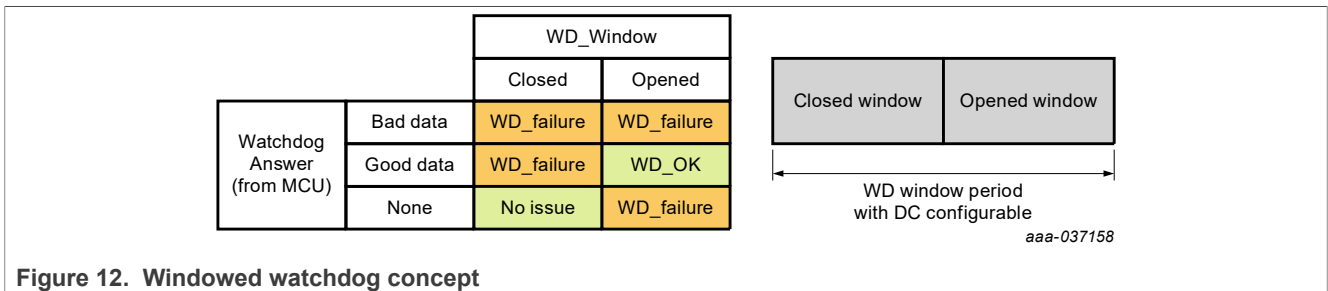 WD_Window
Closed Opened
Watchdog
Answer
(from MCU)
Bad data WD_failure WD_failure
Good data WD_failure WD_OK
None No issue WD_failure
Closed window Opened window
WD window period
with DC configurable
aaa-037158
Figure 12. Windowed watchdog concept